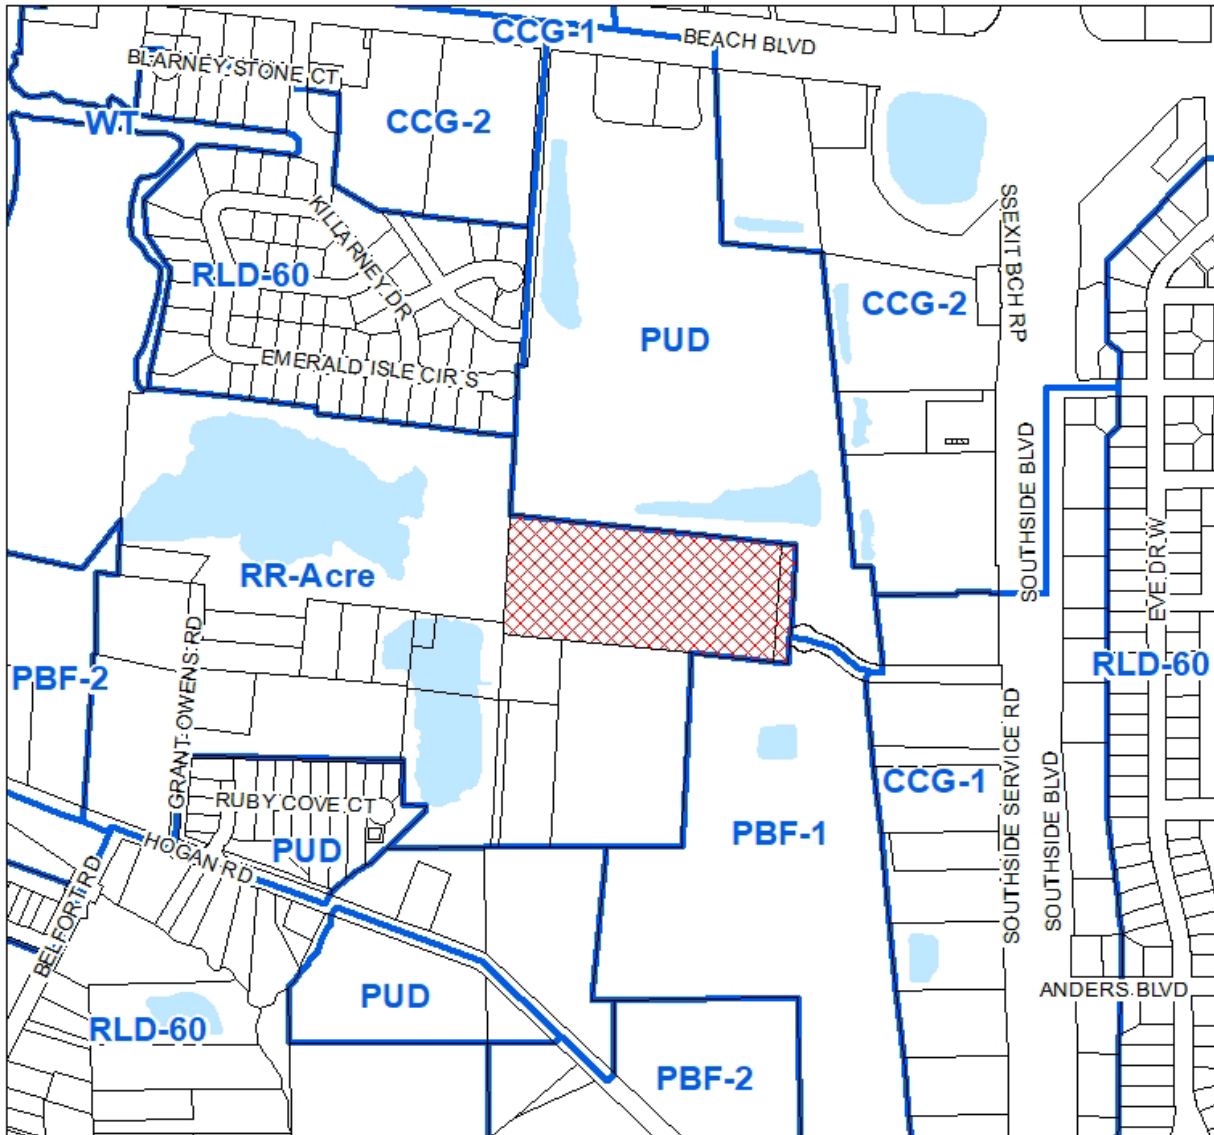 CCG-1
BEACH BLVD
BLARNEY STONE CT
WT
CCG-2
KILLARNEY DR
RLD-60
SSEXIT BCH RP
CCG-2
PUD
EMERALD ISLE CIR S
SOUTHSIDE BLVD
EVE DR W
RR-Acre
GRANT OWENS RD
RLD-60
PBF-2
SOUTHSIDE SERVICE RD
SOUTHSIDE BLVD
CCG-1
RUBY COVE CT
PBF-1
HOGAN RD
PUD
BELFORT RD
ANDERS BLVD
PUD
RLD-60
PBF-2